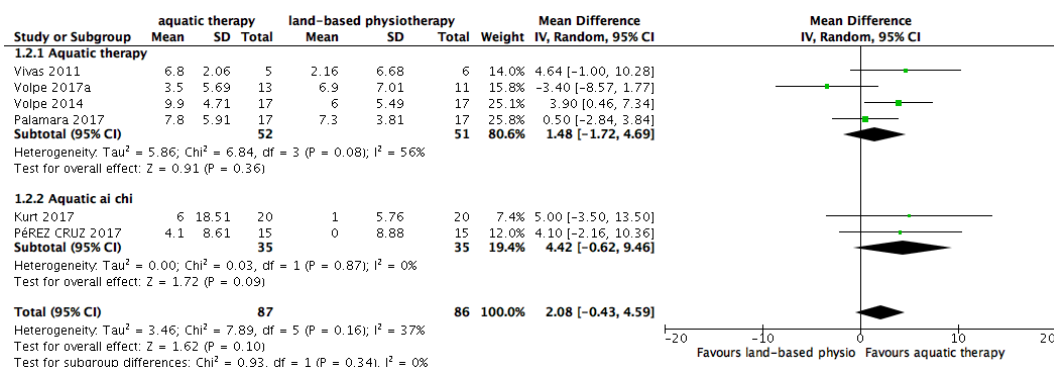 aquatic therapy land-based physiotherapy Mean Difference Mean Difference
Study or Subgroup Mean SD Total Mean SD Total Weight IV, Random, 95% CI IV, Random, 95% CI
1.2.1 Aquatic therapy
Vivas 2011 6.8 2.06 5 2.16 6.68 6 14.0% 4.64 [-1.00, 10.28]
Volpe 2017a 3.5 5.69 13 6.9 7.01 11 15.8% -3.40 [-8.57, 1.77]
Volpe 2014 9.9 4.71 17 6 5.49 17 25.1% 3.90 [0.46, 7.34]
Palamara 2017 7.8 5.91 17 7.3 3.81 17 25.8% 0.50 [-2.84, 3.84]
Subtotal (95% CI) 52 51 80.6% 1.48 [-1.72, 4.69]
Heterogeneity: Tau² = 5.86; Chi² = 6.84, df = 3 (P = 0.08); I² = 56%
Test for overall effect: Z = 0.91 (P = 0.36)
1.2.2 Aquatic ai chi
Kurt 2017 6 18.51 20 1 5.76 20 7.4% 5.00 [-3.50, 13.50]
PéREZ CRUZ 2017 4.1 8.61 15 0 8.88 15 12.0% 4.10 [-2.16, 10.36]
Subtotal (95% CI) 35 35 19.4% 4.42 [-0.62, 9.46]
Heterogeneity: Tau² = 0.00; Chi² = 0.03, df = 1 (P = 0.87); I² = 0%
Test for overall effect: Z = 1.72 (P = 0.09)
Total (95% CI) 87 86 100.0% 2.08 [-0.43, 4.59]
Heterogeneity: Tau² = 3.46; Chi² = 7.89, df = 5 (P = 0.16); I² = 37%
Test for overall effect: Z = 1.62 (P = 0.10)
Test for subgroup differences: Chi² = 0.93, df = 1 (P = 0.34), I² = 0%
-20 -10 0 10 20
Favours land-based physio Favours aquatic therapy